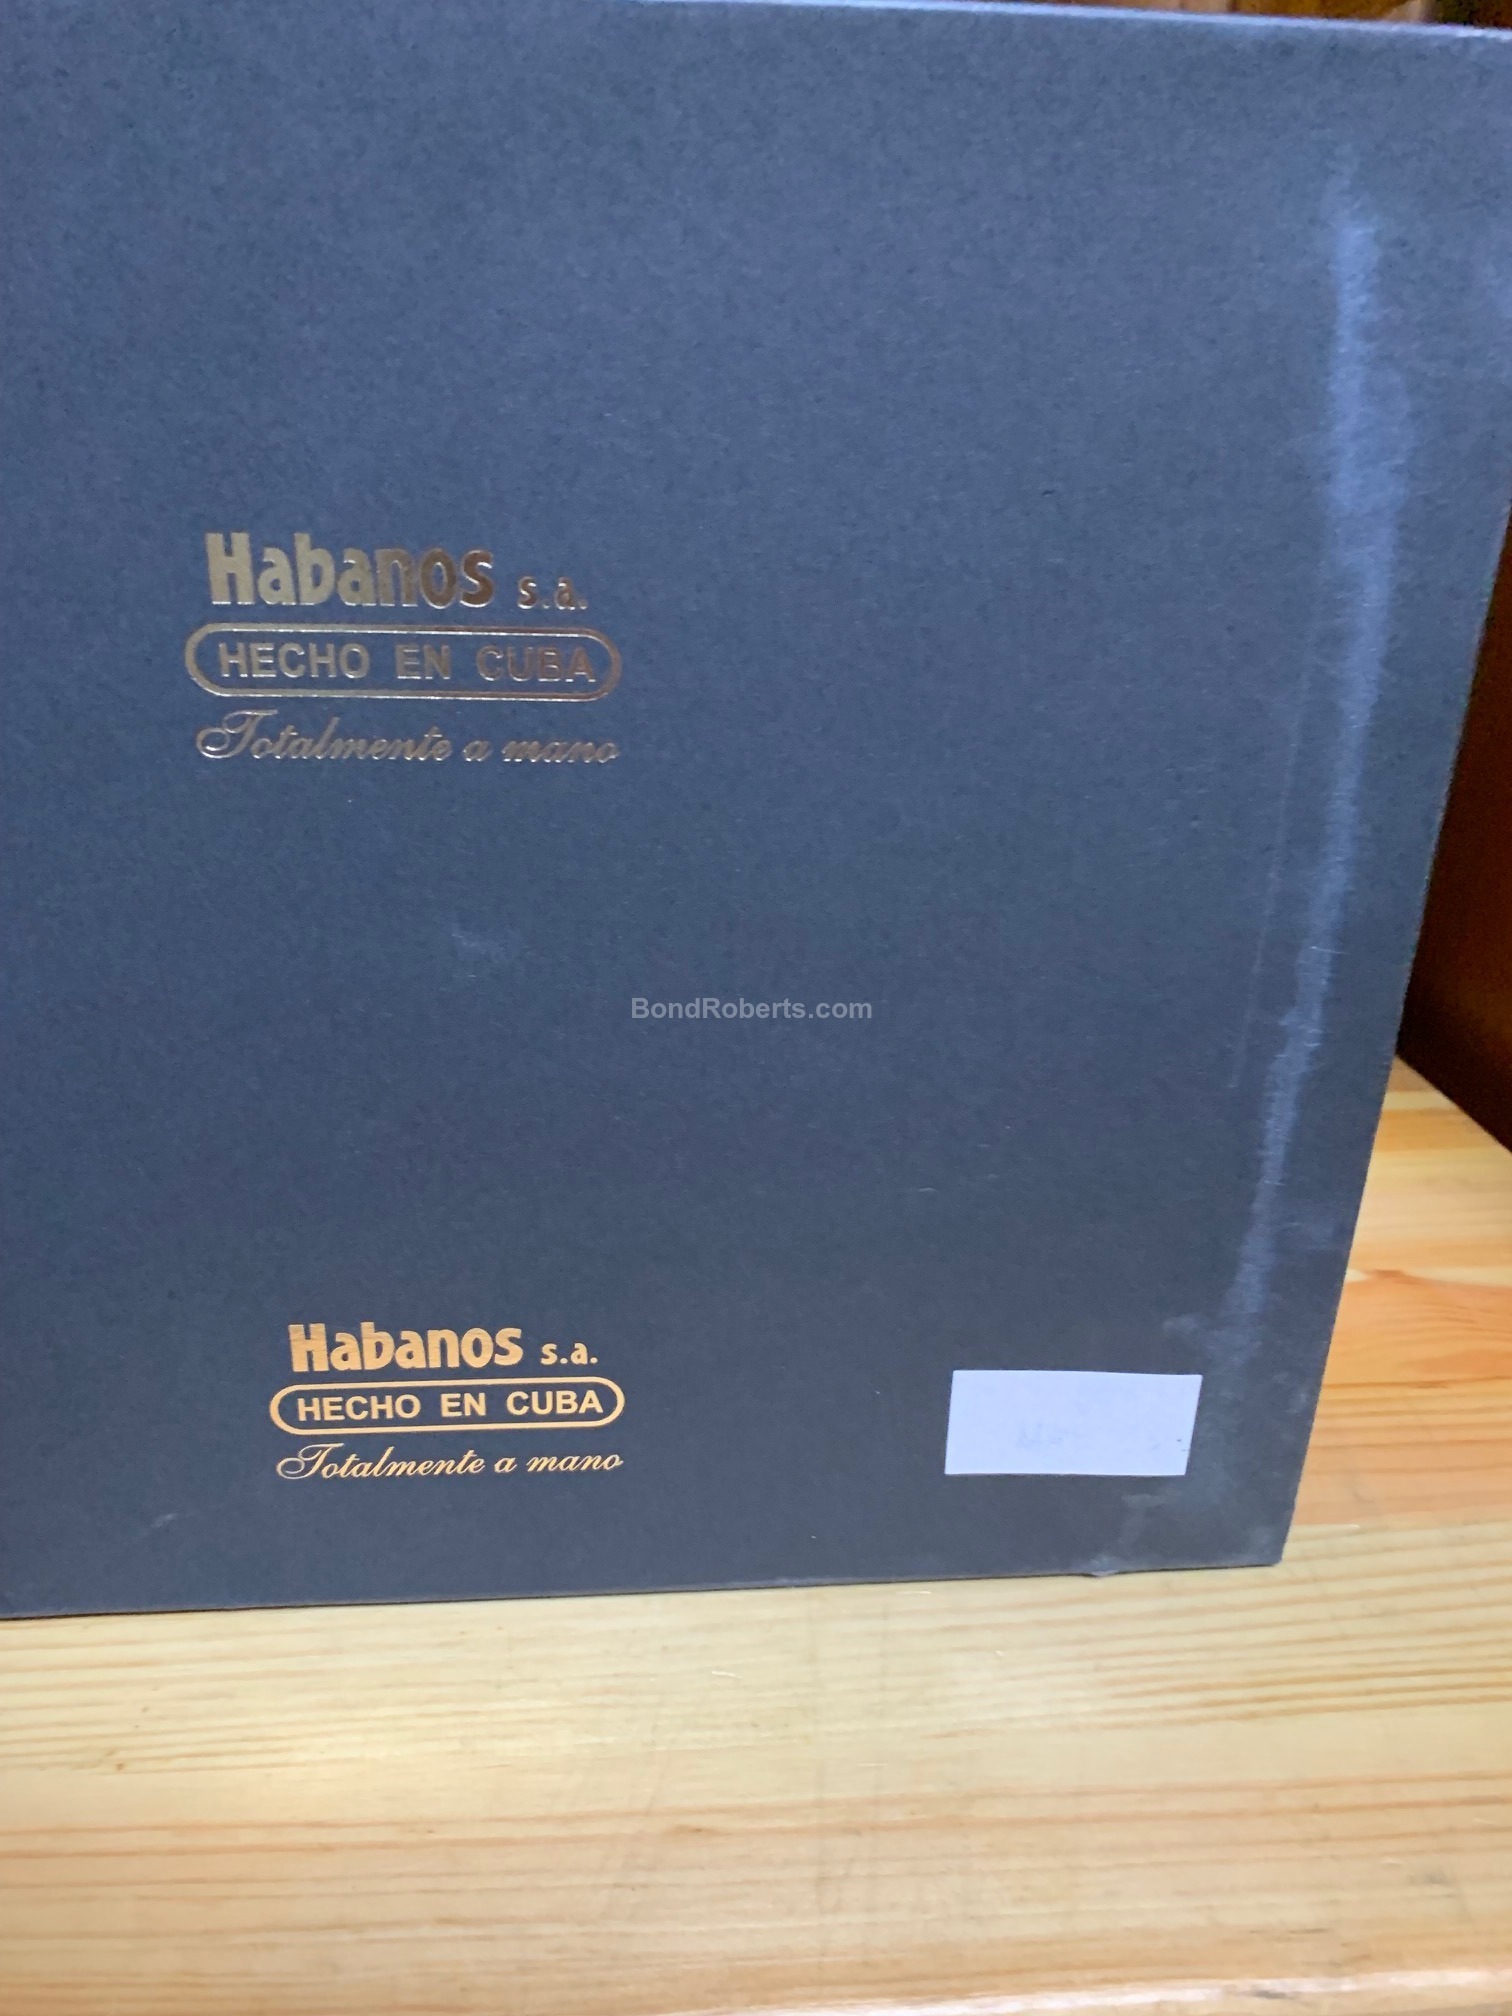 Habanos s.a.
HECHO EN CUBA
Totalmente a mano
BondRoberts.com
Habanos s.a.
HECHO EN CUBA
Totalmente a mano